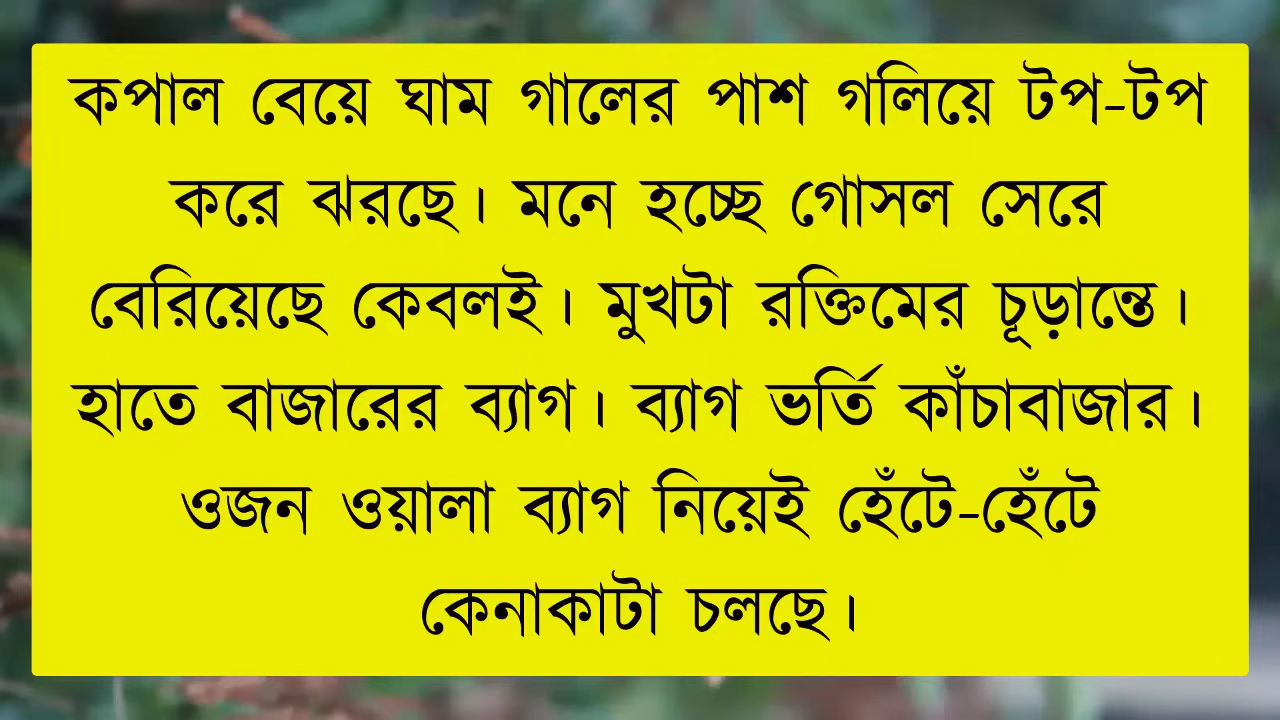 কপাল বেয়ে ঘাম গালের পাশ গলিয়ে টপ-টপ
করে ঝরছে। মনে হচ্ছে গোসল সেরে
বেরিয়েছে কেবলই। মুখটা রক্তিমের চূড়ান্তে।
হাতে বাজারের ব্যাগ। ব্যাগ ভর্তি কাঁচাবাজার।
ওজন ওয়ালা ব্যাগ নিয়েই হেঁটে-হেঁটে
কেনাকাটা চলছে।